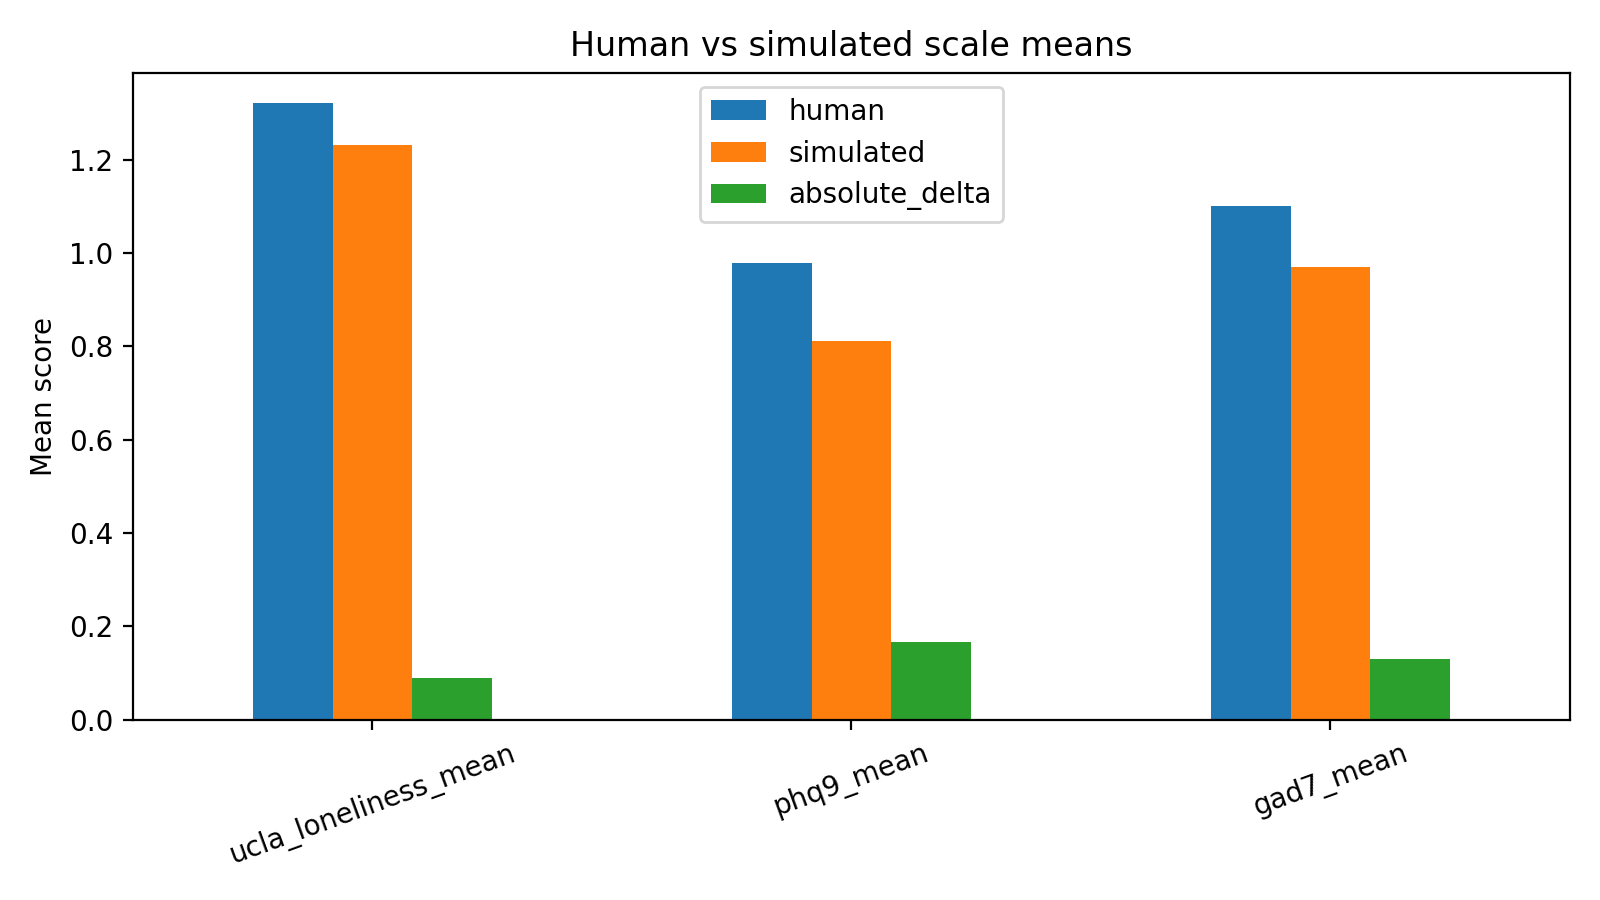 Human vs simulated scale means
human
simulated
absolute_delta
Mean score
1.2
1.0
0.8
0.6
0.4
0.2
0.0
ucla_loneliness_mean
phq9_mean
gad7_mean